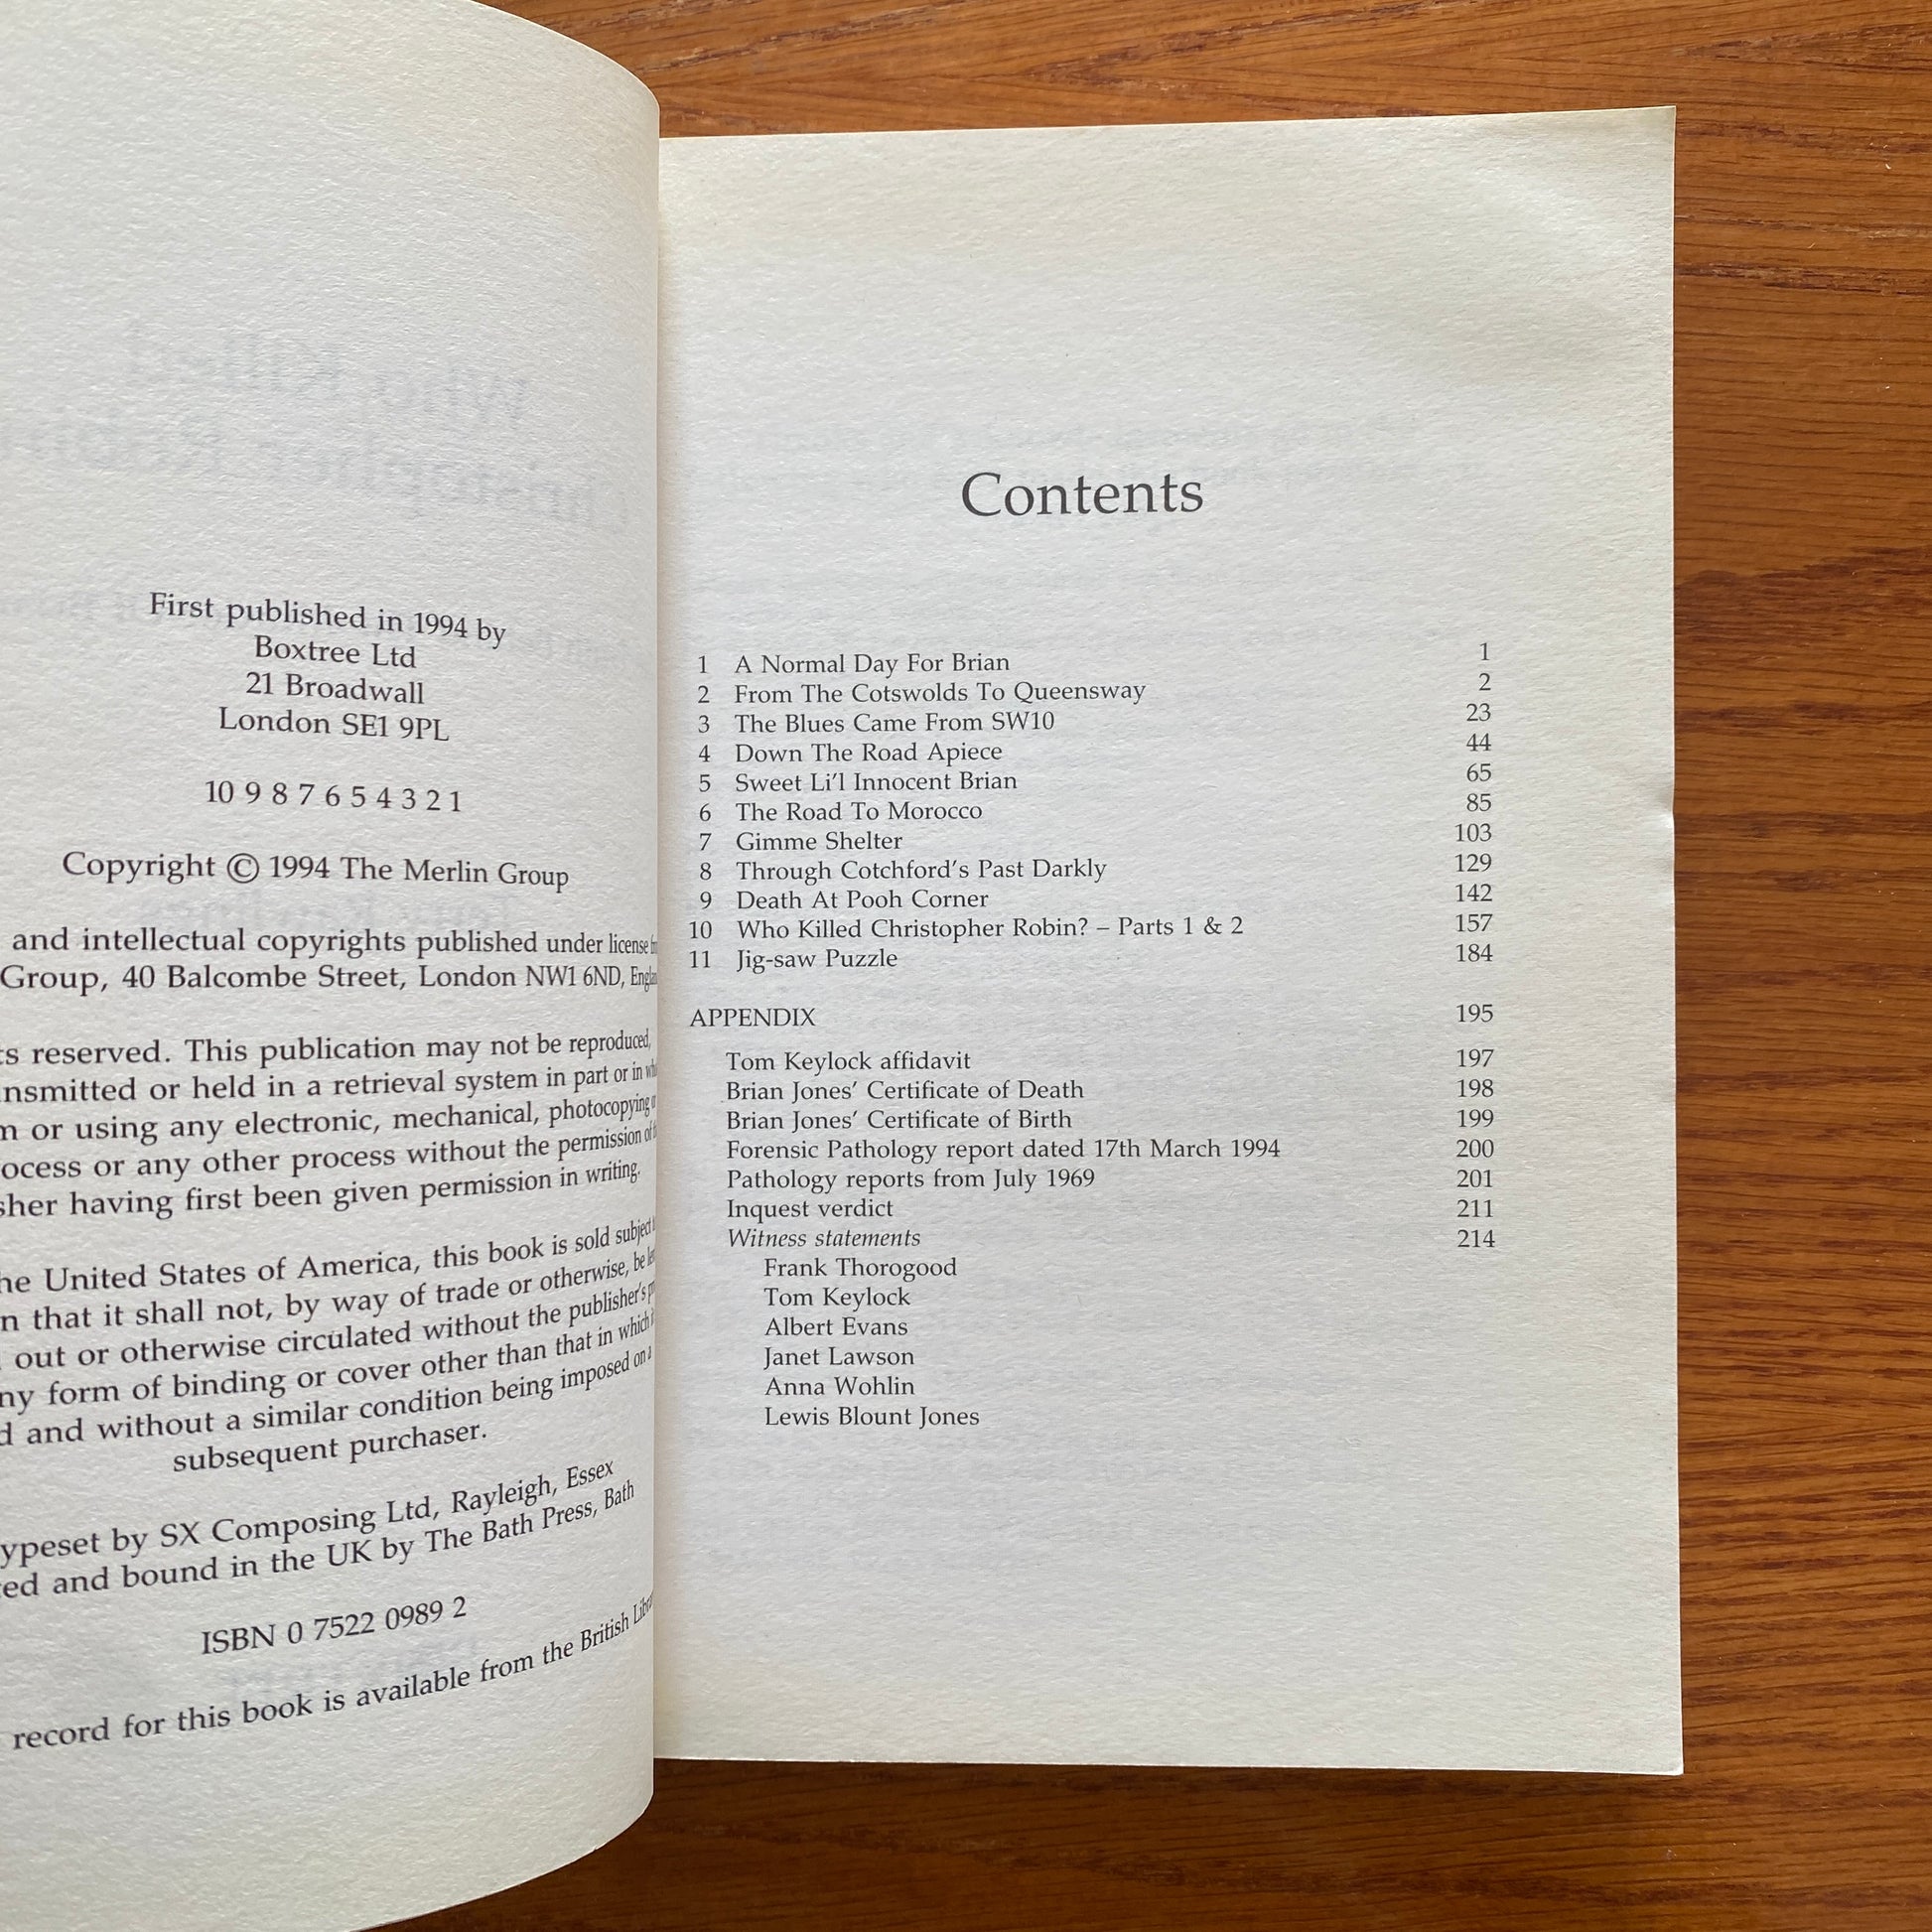 First published in 1994 by
Boxtree Ltd
21 Broadwall
London SE1 9PL
10 9 8 7 6 5 4 3 2 1
Copyright © 1994 The Merlin Group
and intellectual copyrights published under license
Group, 40 Balcombe Street, London NW1 6ND,
reserved. This publication may not be reproduced,
or held in a retrieval system in part or in
or using any electronic, mechanical, photocopying
or any other process without the permission of
having first been given permission in writing.
United States of America, this book is sold subject
that it shall not, by way of trade or otherwise, be
out or otherwise circulated without the publisher's
form of binding or cover other than that in which
and without a similar condition being imposed on a
subsequent purchaser.
by SX Composing Ltd, Rayleigh, Essex
and bound in the UK by The Bath Press, Bath
ISBN 0 7522 0989 2
record for this book is available from the British
Contents
1 A Normal Day For Brian 1
2 From The Cotswolds To Queensway 2
3 The Blues Came From SW10 23
4 Down The Road Apiece 44
5 Sweet Li'l Innocent Brian 65
6 The Road To Morocco 85
7 Gimme Shelter 103
8 Through Cotchford's Past Darkly 129
9 Death At Pooh Corner 142
10 Who Killed Christopher Robin? – Parts 1 & 2 157
11 Jig-saw Puzzle 184
APPENDIX 195
Tom Keylock affidavit 197
Brian Jones' Certificate of Death 198
Brian Jones' Certificate of Birth 199
Forensic Pathology report dated 17th March 1994 200
Pathology reports from July 1969 201
Inquest verdict 211
Witness statements 214
Frank Thorogood
Tom Keylock
Albert Evans
Janet Lawson
Anna Wohlin
Lewis Blount Jones